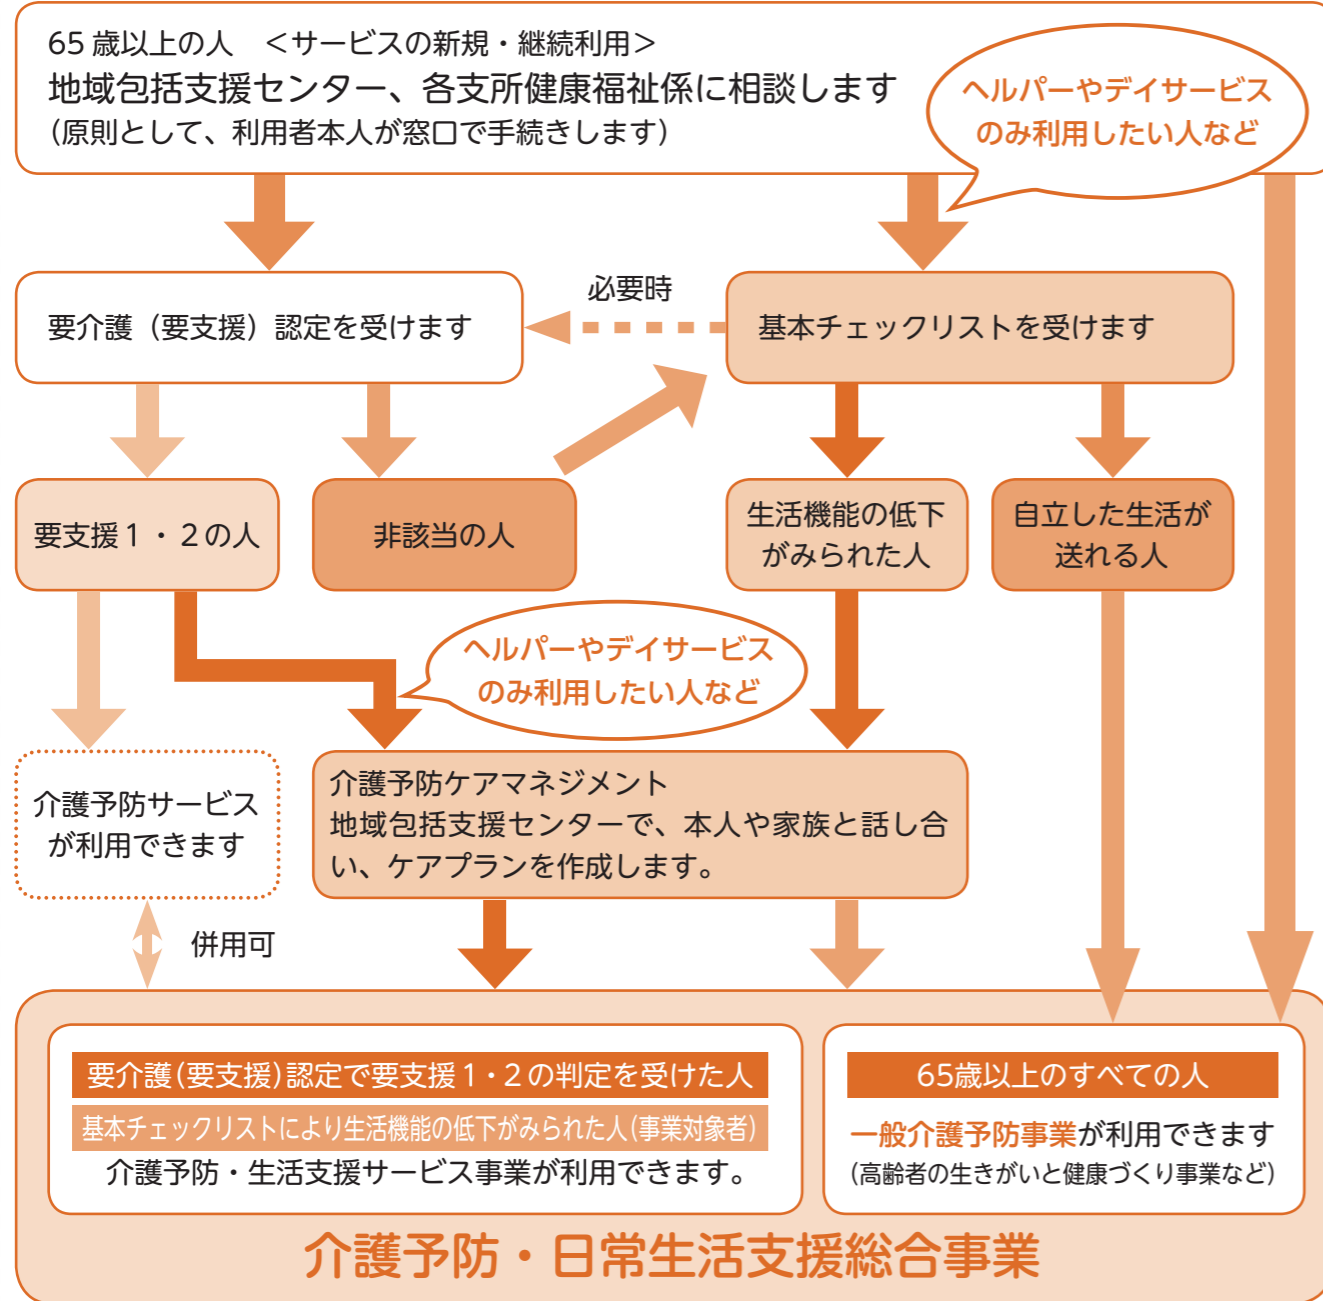 65歳以上の人　＜サービスの新規・継続利用＞
地域包括支援センター、各支所健康福祉係に相談します
（原則として、利用者本人が窓口で手続きします）
ヘルパーやデイサービス
のみ利用したい人など
要介護（要支援）認定を受けます
必要時
基本チェックリストを受けます
要支援１・２の人
非該当の人
生活機能の低下
がみられた人
自立した生活が
送れる人
ヘルパーやデイサービス
のみ利用したい人など
介護予防サービス
が利用できます
介護予防ケアマネジメント
地域包括支援センターで、本人や家族と話し合
い、ケアプランを作成します。
併用可
要介護(要支援)認定で要支援１・２の判定を受けた人
基本チェックリストにより生活機能の低下がみられた人(事業対象者)
介護予防・生活支援サービス事業が利用できます。
65歳以上のすべての人
一般介護予防事業が利用できます
（高齢者の生きがいと健康づくり事業など）
介護予防・日常生活支援総合事業